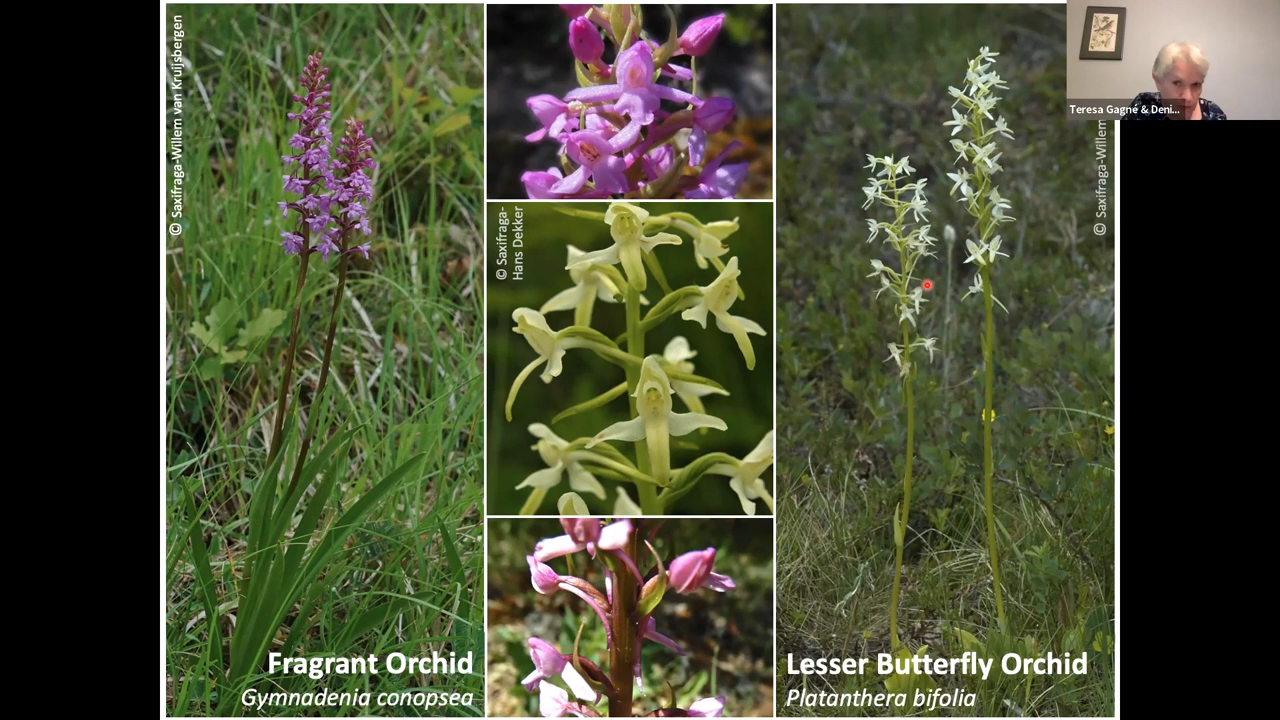 © Saxifraga-Willem van Kruijsbergen
© Saxifraga-
Hans Dekker
© Saxifraga-Willem
Teresa Gagné & Deni...
Fragrant Orchid
Gymnadenia conopsea
Lesser Butterfly Orchid
Platanthera bifolia